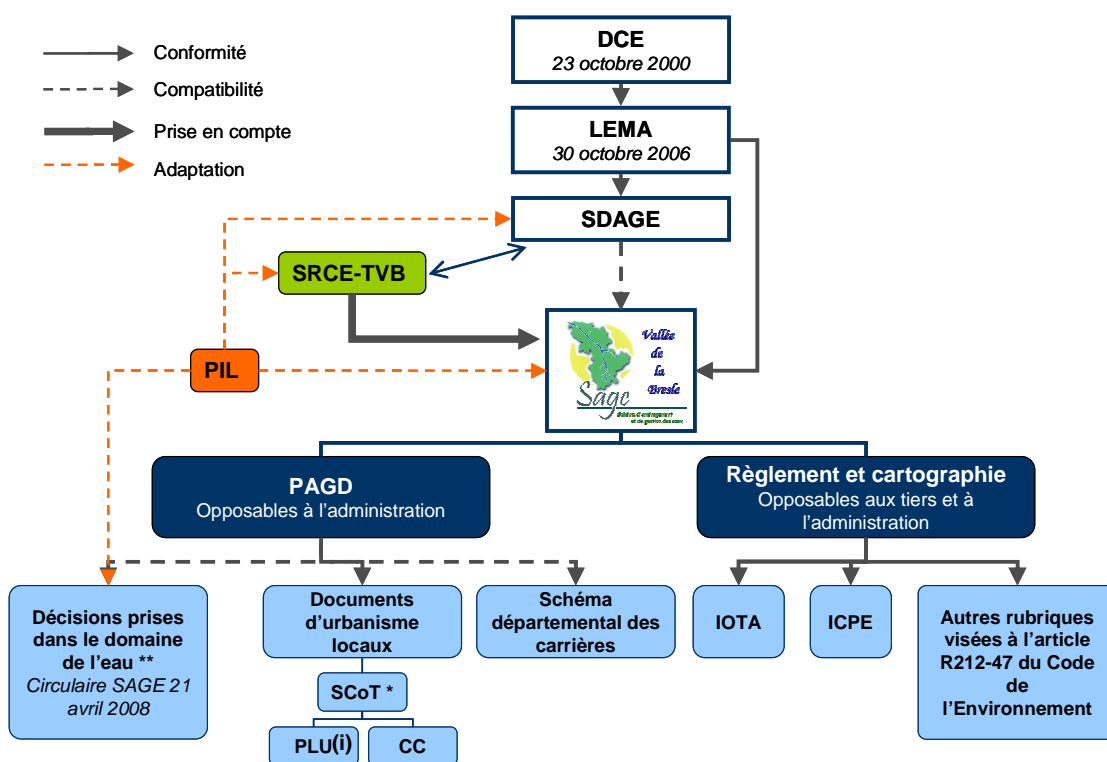 Conformité
Compatibilité
Prise en compte
Adaptation
DCE
23 octobre 2000
LEMA
30 octobre 2006
SDAGE
SRCE-TVB
PIL
Vallée
de
la
Bresle
Sage
PAGD
Opposables à l’administration
Règlement et cartographie
Opposables aux tiers et à
l’administration
Décisions prises
dans le domaine
de l’eau **
Circulaire SAGE 21
avril 2008
Documents
d’urbanisme
locaux
SCoT *
PLU(i)
CC
Schéma
départemental des
carrières
IOTA
ICPE
Autres rubriques
visées à l’article
R212-47 du Code
de
l’Environnement